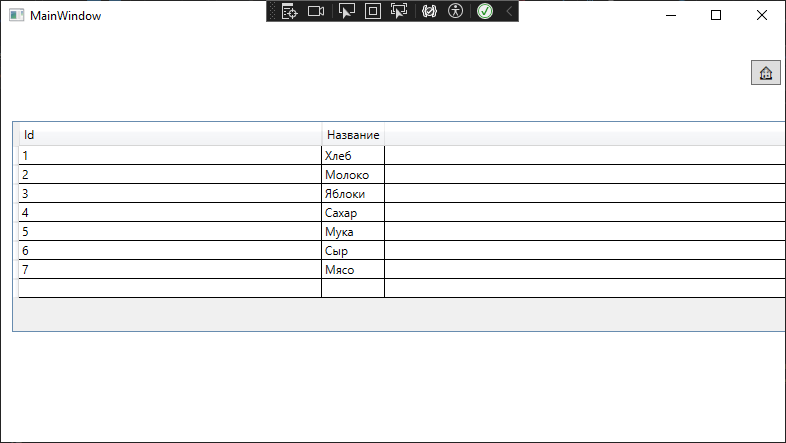 MainWindow
Id Название
1 Хлеб
2 Молоко
3 Яблоки
4 Сахар
5 Мука
6 Сыр
7 Мясо